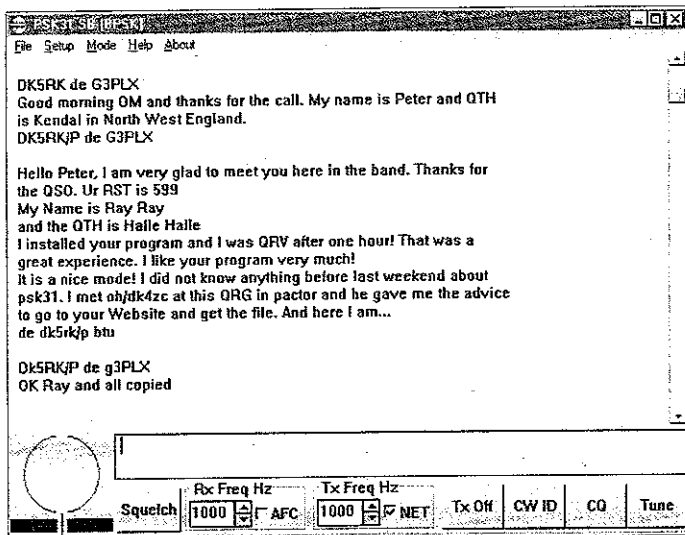 PSK31 SB [BPSK]
File Setup Mode Help About
DK5RK de G3PLX
Good morning OM and thanks for the call. My name is Peter and QTH
is Kendal in North West England.
DK5RK/P de G3PLX
Hello Peter, I am very glad to meet you here in the band. Thanks for
the QSO. Ur RST is 599
My Name is Ray Ray
and the QTH is Halle Halle
I installed your program and I was QRV after one hour! That was a
great experience. I like your program very much!
It is a nice mode! I did not know anything before last weekend about
psk31. I met oh/dk4zc at this QRG in pactor and he gave me the advice
to go to your Website and get the file. And here I am...
de dk5rk/p btu
Dk5RK/P de g3PLX
OK Ray and all copied
Rx Freq Hz Tx Freq Hz
Squelch 1000 AFC 1000 NET Tx Off CW ID CQ Tune